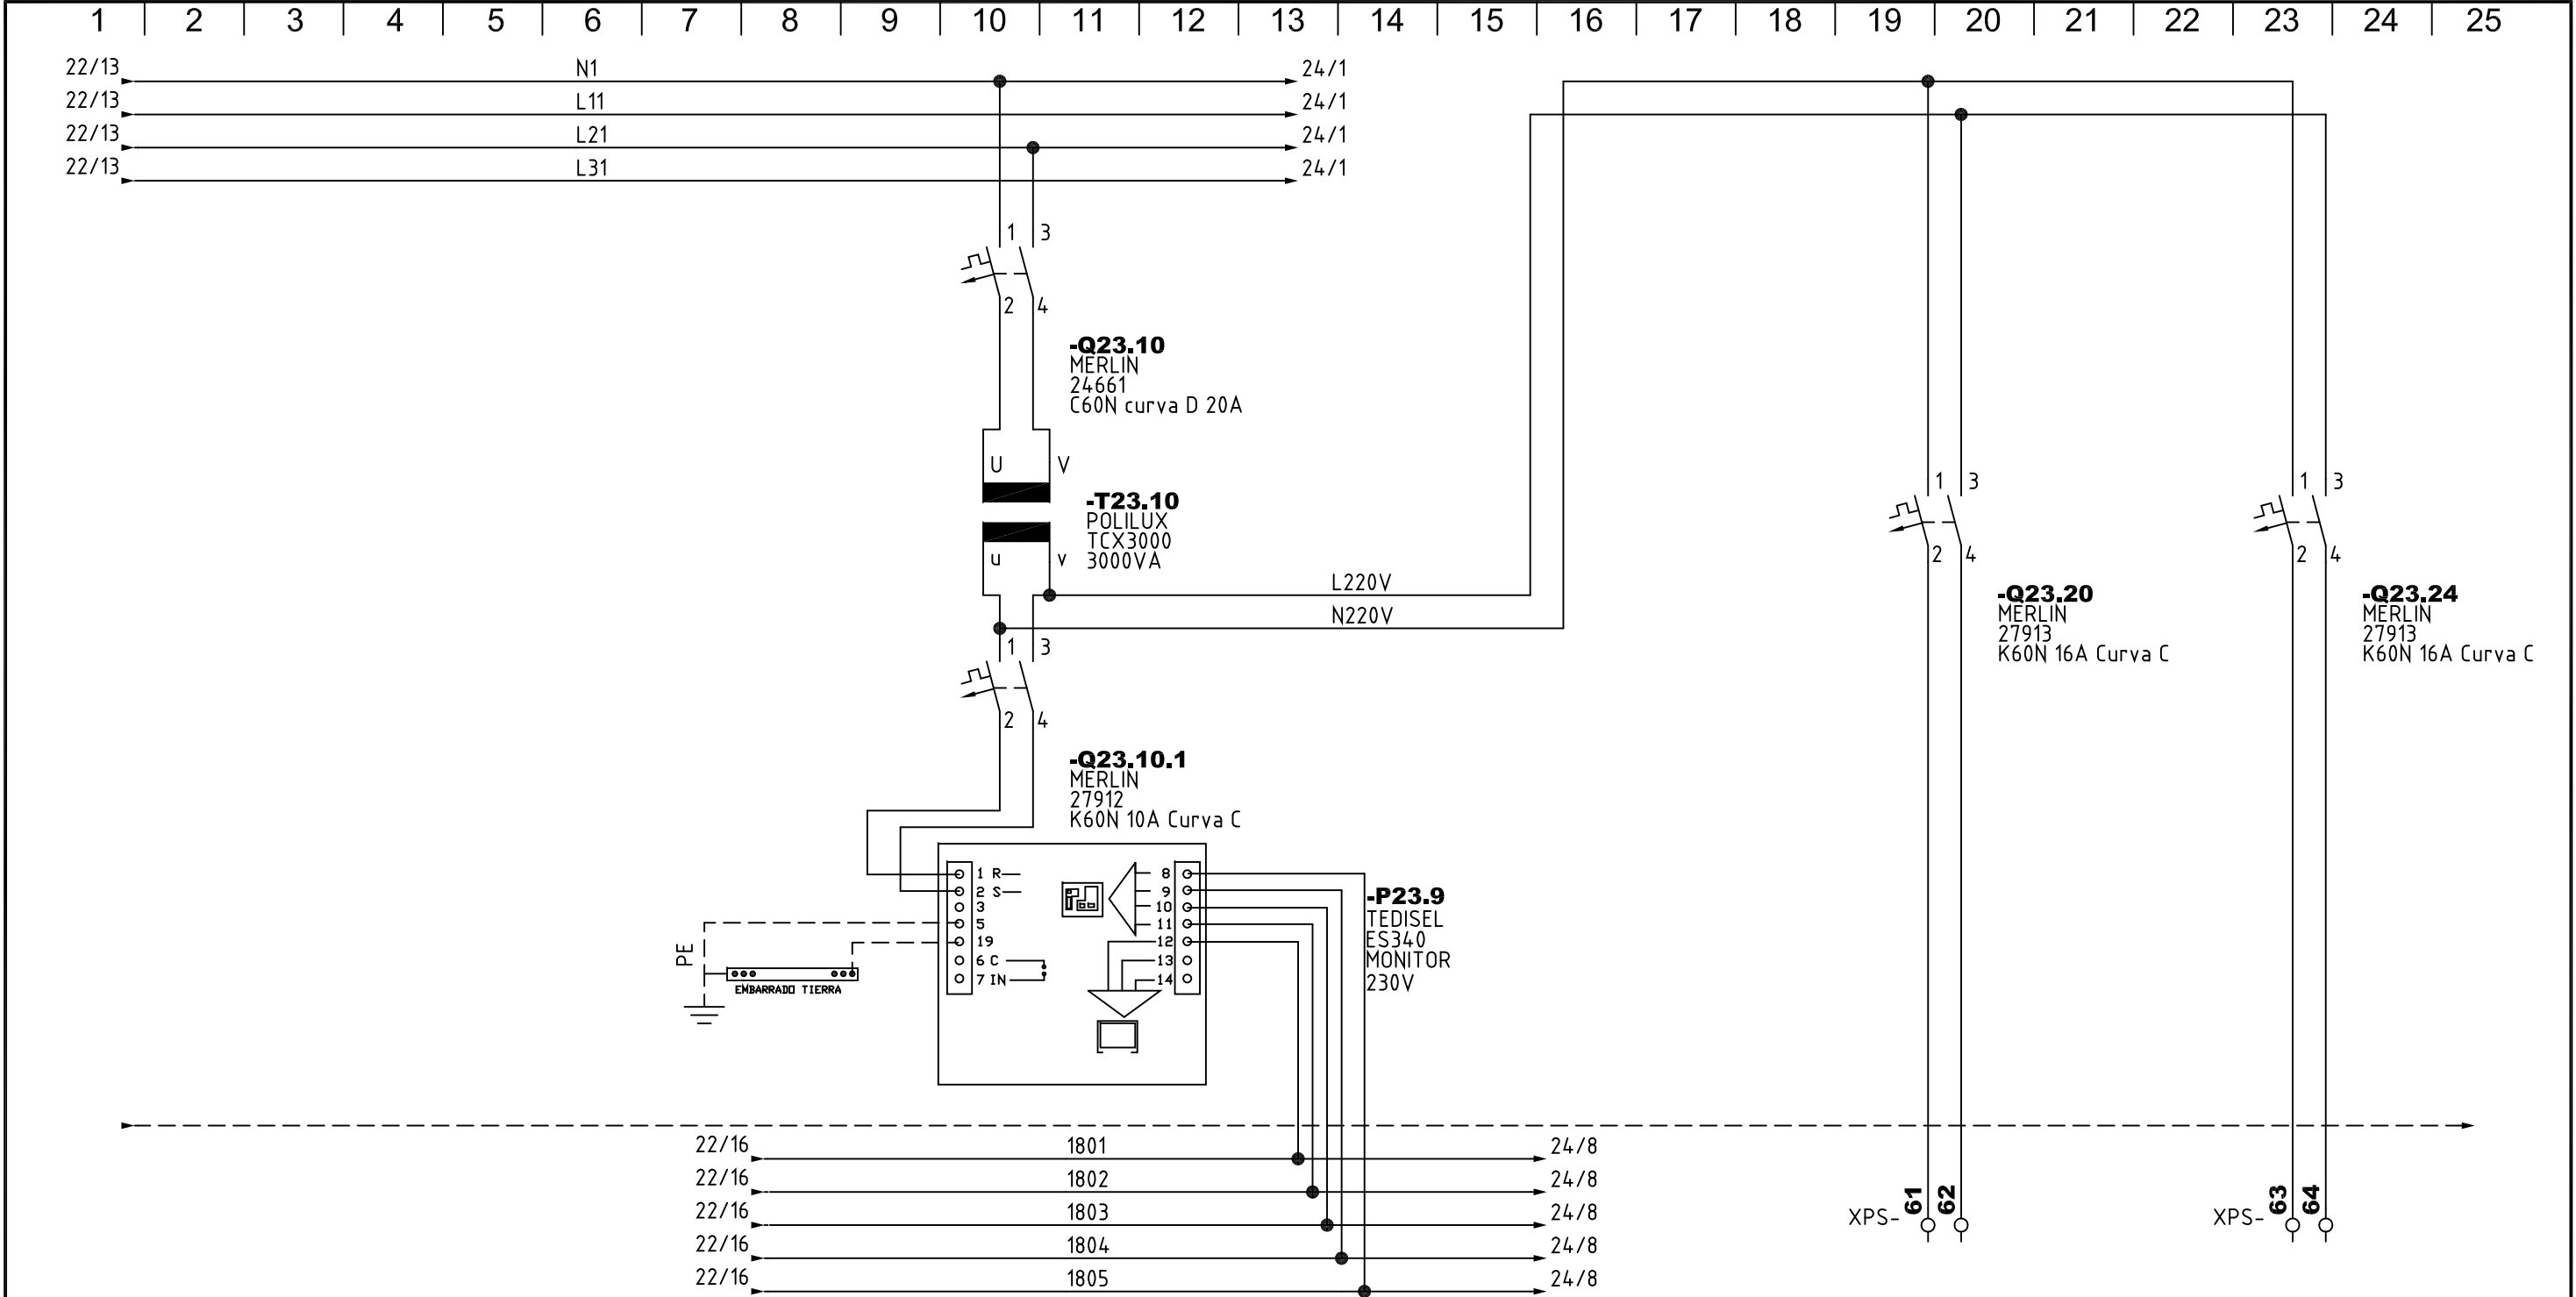 1 2 3 4 5 6 7 8 9 10 11 12 13 14 15 16 17 18 19 20 21 22 23 24 25
22/13 N1 24/1
22/13 L11 24/1
22/13 L21 24/1
22/13 L31 24/1
1 3
2 4
-Q23.10
MERLIN
24661
C60N curva D 20A
U V
-T23.10
POLILUX
TCX3000
3000VA
u v
L220V
N220V
1 3
2 4
-Q23.10.1
MERLIN
27912
K60N 10A Curva C
1 3
2 4
-Q23.20
MERLIN
27913
K60N 16A Curva C
1 3
2 4
-Q23.24
MERLIN
27913
K60N 16A Curva C
1 R
2 S
3
5
19
6 C
7 IN
8
9
10
11
12
13
14
-P23.9
TEDISEL
ES340
MONITOR
230V
PE
EMBARRADO TIERRA
22/16 1801 24/8
22/16 1802 24/8
22/16 1803 24/8
22/16 1804 24/8
22/16 1805 24/8
XPS- 61 62
XPS- 63 64